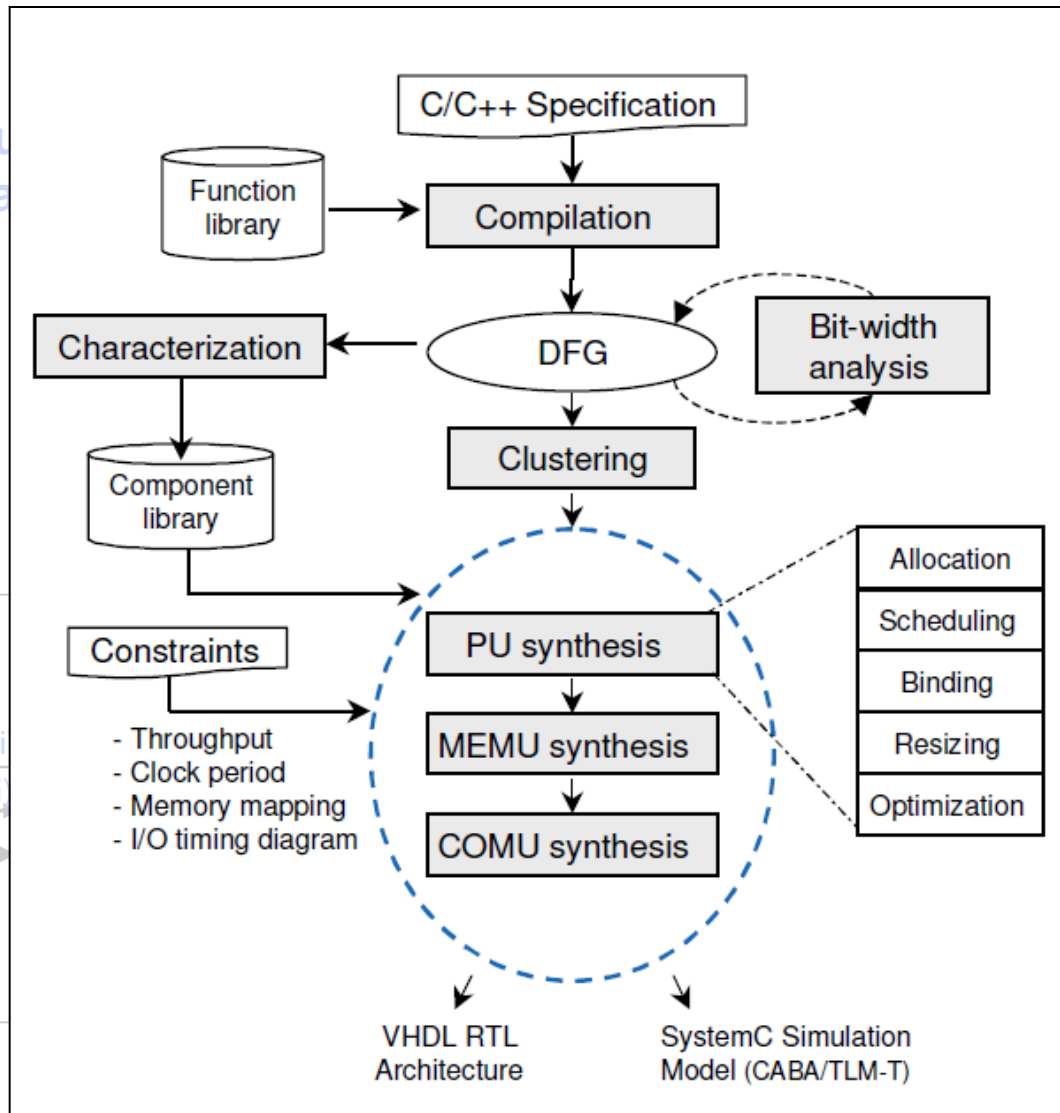 C/C++ Specification
Function
library
Compilation
Characterization
DFG
Bit-width
analysis
Clustering
Component
library
Constraints
- Throughput
- Clock period
- Memory mapping
- I/O timing diagram
PU synthesis
MEMU synthesis
COMU synthesis
Allocation
Scheduling
Binding
Resizing
Optimization
VHDL RTL
Architecture
SystemC Simulation
Model (CABA/TLM-T)